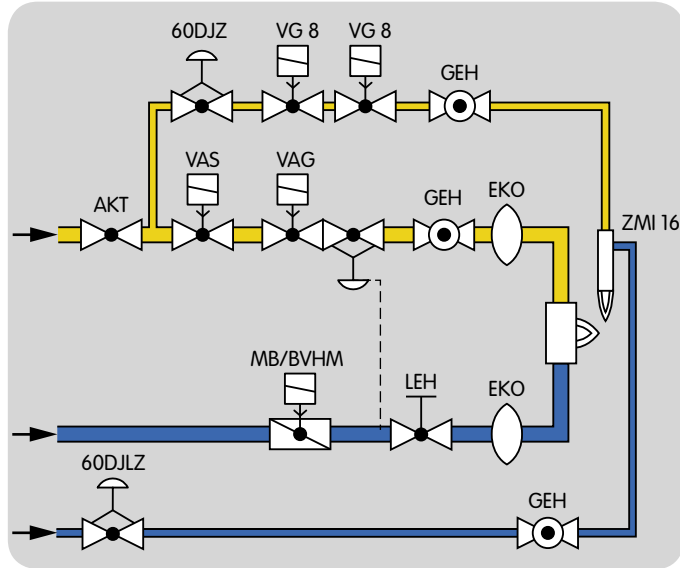 60DJZ
VG 8
VG 8
GEH
VAS
VAG
AKT
GEH
EKO
ZMI 16
MB/BVHM
LEH
EKO
60DJLZ
GEH